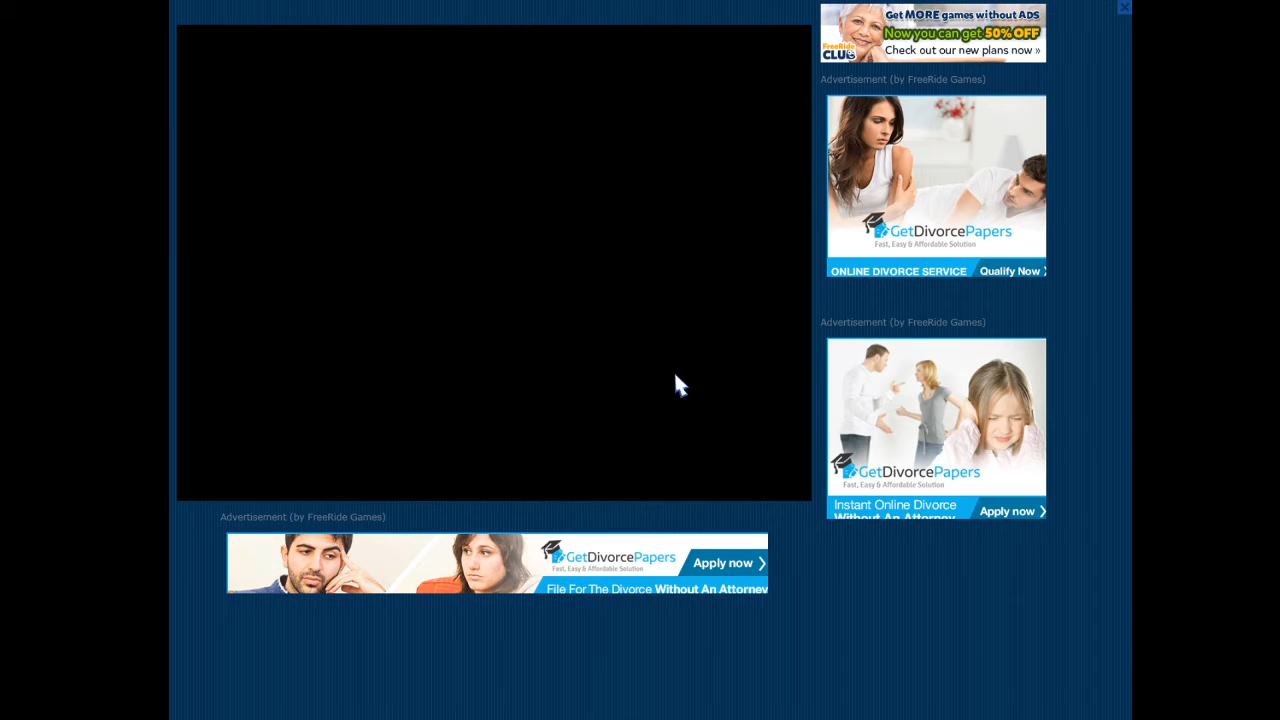 Get MORE games without ADS
Now you can get 50% OFF
FreeRide
CLUB
Check out our new plans now »
Advertisement (by FreeRide Games)
GetDivorcePapers
Fast, Easy & Affordable Solution
ONLINE DIVORCE SERVICE
Qualify Now
Advertisement (by FreeRide Games)
GetDivorcePapers
Fast, Easy & Affordable Solution
Instant Online Divorce
Without An Attorney
Apply now
Advertisement (by FreeRide Games)
GetDivorcePapers
Fast, Easy & Affordable Solution
Apply now
File For The Divorce Without An Attorney